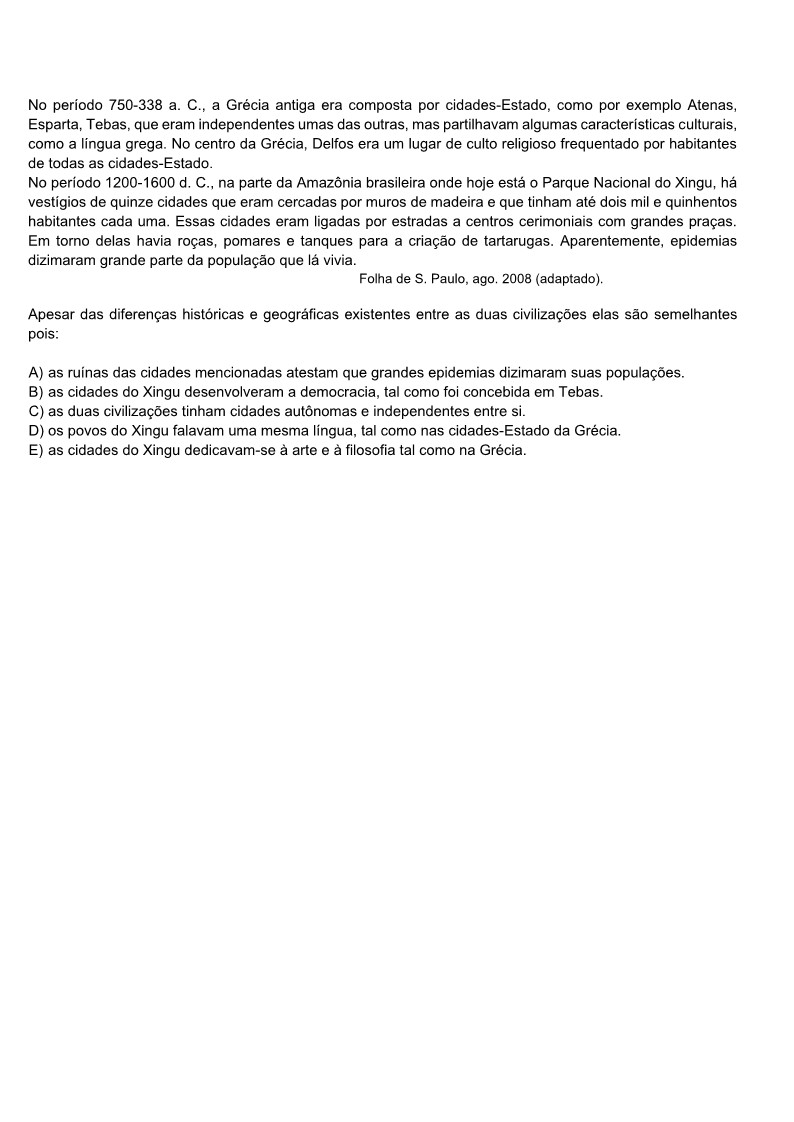 No período 750-338 a. C., a Grécia antiga era composta por cidades-Estado, como por exemplo Atenas,
Esparta, Tebas, que eram independentes umas das outras, mas partilhavam algumas características culturais,
como a língua grega. No centro da Grécia, Delfos era um lugar de culto religioso frequentado por habitantes
de todas as cidades-Estado.
No período 1200-1600 d. C., na parte da Amazônia brasileira onde hoje está o Parque Nacional do Xingu, há
vestígios de quinze cidades que eram cercadas por muros de madeira e que tinham até dois mil e quinhentos
habitantes cada uma. Essas cidades eram ligadas por estradas a centros cerimoniais com grandes praças.
Em torno delas havia roças, pomares e tanques para a criação de tartarugas. Aparentemente, epidemias
dizimaram grande parte da população que lá vivia.
Folha de S. Paulo, ago. 2008 (adaptado).
Apesar das diferenças históricas e geográficas existentes entre as duas civilizações elas são semelhantes
pois:
A) as ruínas das cidades mencionadas atestam que grandes epidemias dizimaram suas populações.
B) as cidades do Xingu desenvolveram a democracia, tal como foi concebida em Tebas.
C) as duas civilizações tinham cidades autônomas e independentes entre si.
D) os povos do Xingu falavam uma mesma língua, tal como nas cidades-Estado da Grécia.
E) as cidades do Xingu dedicavam-se à arte e à filosofia tal como na Grécia.